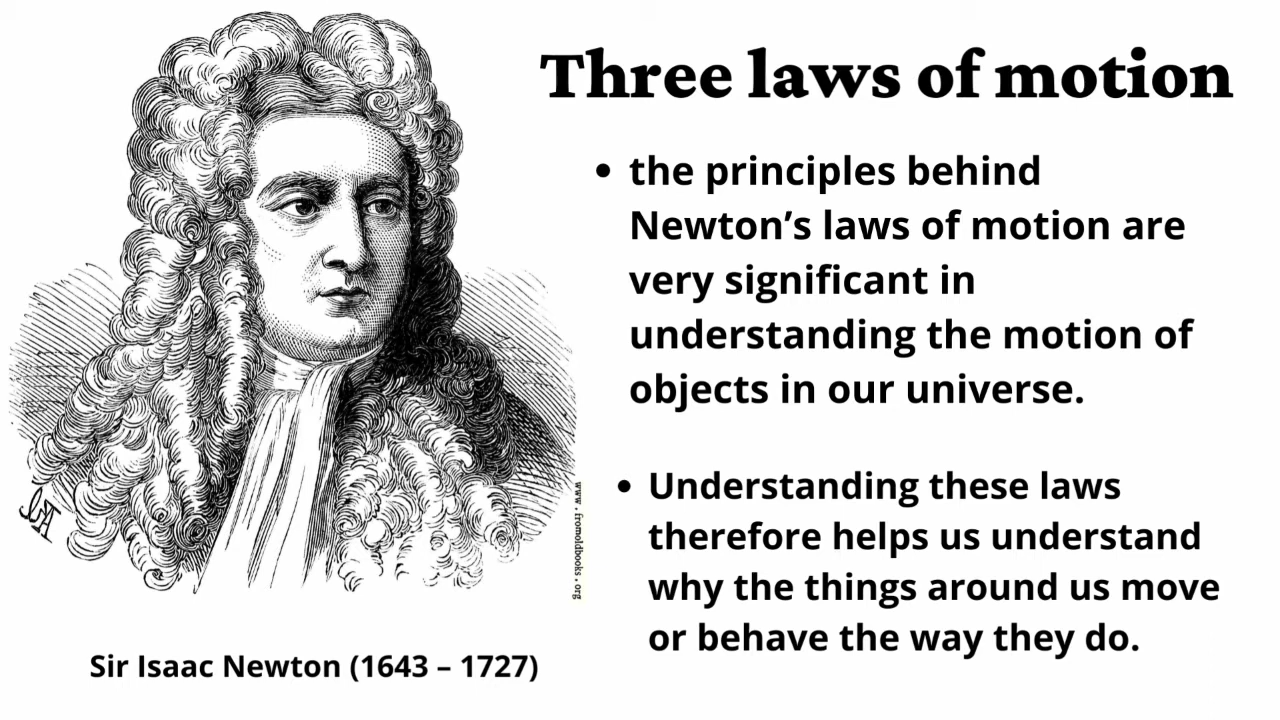 Three laws of motion
• the principles behind
Newton’s laws of motion are
very significant in
understanding the motion of
objects in our universe.
• Understanding these laws
therefore helps us understand
why the things around us move
or behave the way they do.
www.fromoldbooks.org
Sir Isaac Newton (1643 – 1727)